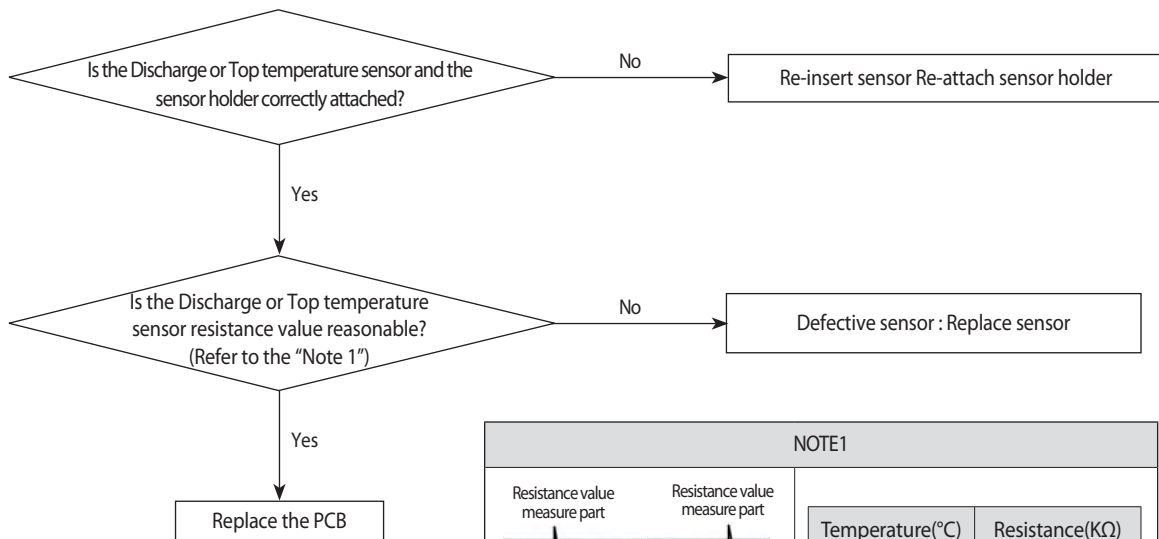 Is the Discharge or Top temperature sensor and the
sensor holder correctly attached?
No
Re-insert sensor Re-attach sensor holder
Yes
Is the Discharge or Top temperature
sensor resistance value reasonable?
(Refer to the “Note 1”)
No
Defective sensor : Replace sensor
Yes
Replace the PCB
NOTE1
Resistance value
measure part
Resistance value
measure part
Temperature(°C)
Resistance(KΩ)